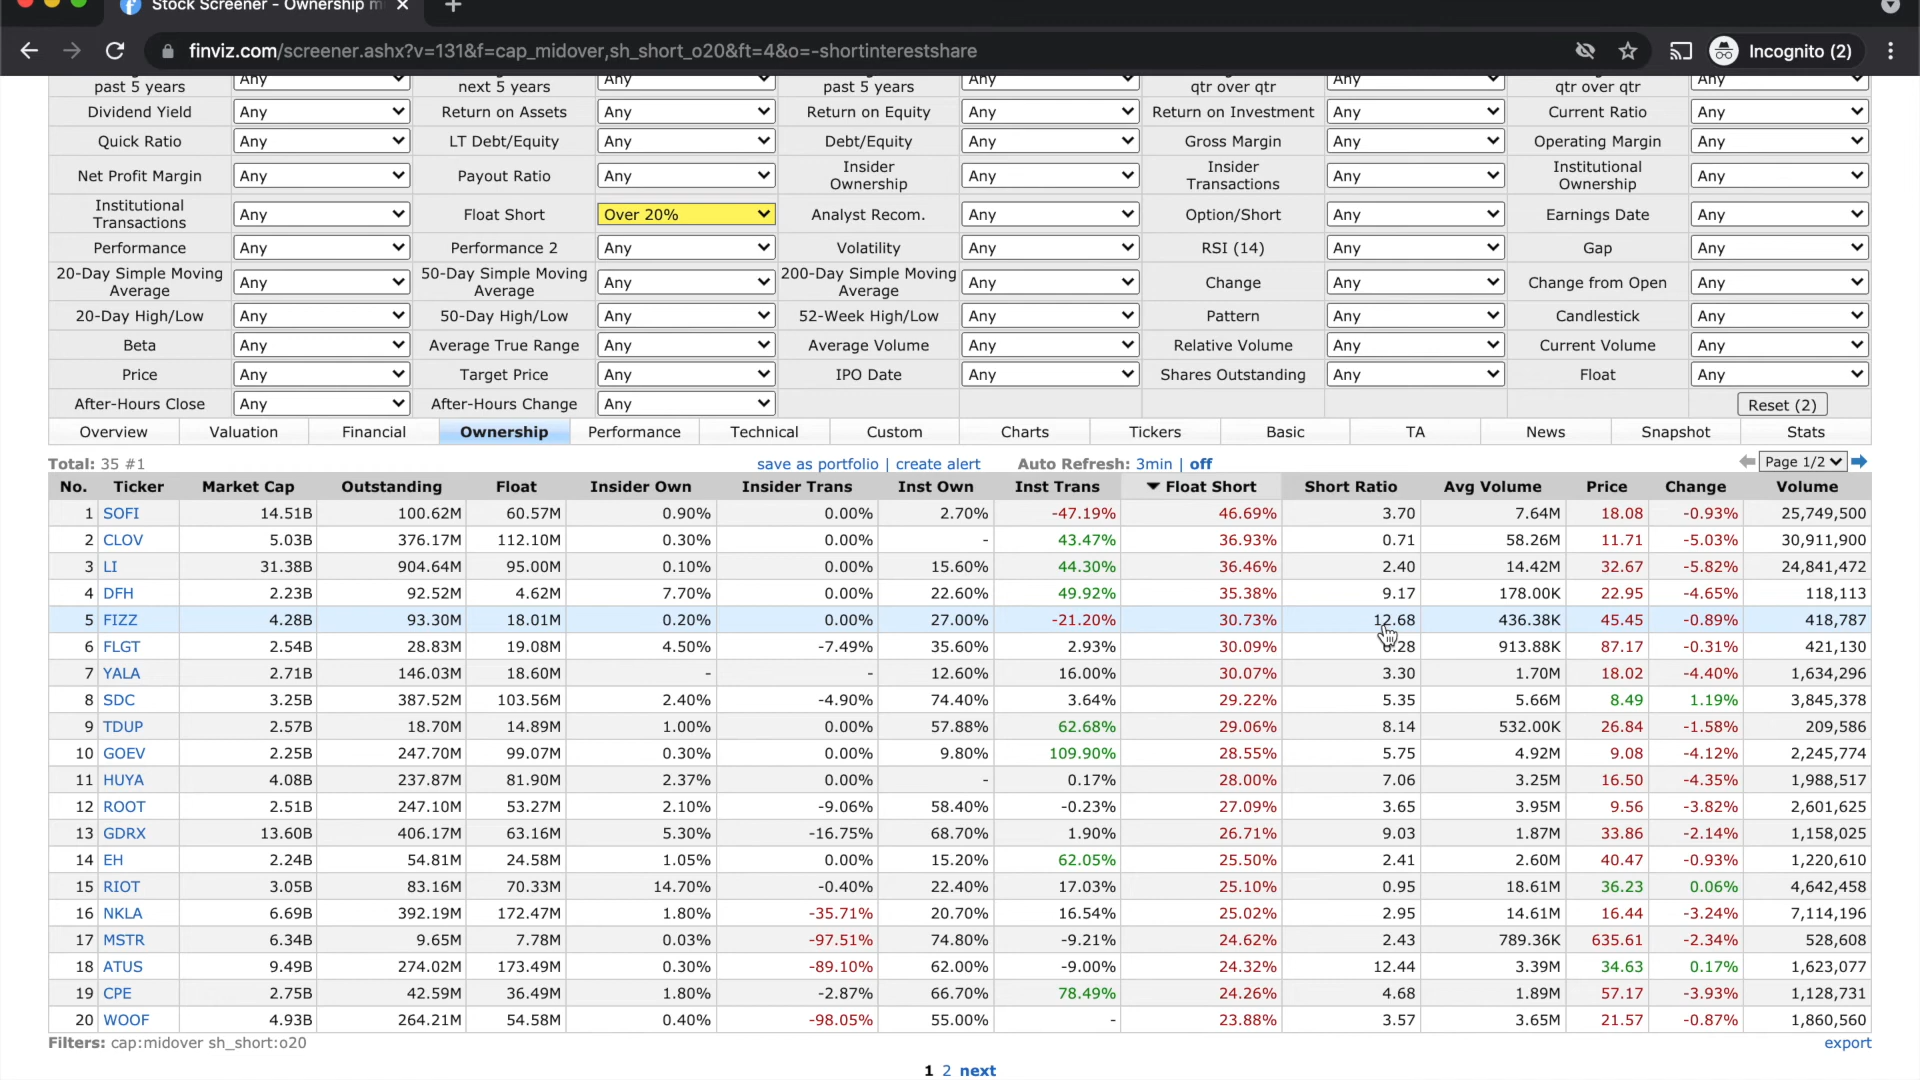 Stock Screener - Ownership m
finviz.com/screener.ashx?v=131&f=cap_midover,sh_short_o20&ft=4&o=-shortinterestshare
Incognito (2)
past 5 years Any next 5 years Any past 5 years Any qtr over qtr Any qtr over qtr Any
Dividend Yield Any Return on Assets Any Return on Equity Any Return on Investment Any Current Ratio Any
Quick Ratio Any LT Debt/Equity Any Debt/Equity Any Gross Margin Any Operating Margin Any
Net Profit Margin Any Payout Ratio Any Insider Ownership Any Insider Transactions Any Institutional Ownership Any
Institutional Transactions Any Float Short Over 20% Analyst Recom. Any Option/Short Any Earnings Date Any
Performance Any Performance 2 Any Volatility Any RSI (14) Any Gap Any
20-Day Simple Moving Average Any 50-Day Simple Moving Average Any 200-Day Simple Moving Average Any Change Any Change from Open Any
20-Day High/Low Any 50-Day High/Low Any 52-Week High/Low Any Pattern Any Candlestick Any
Beta Any Average True Range Any Average Volume Any Relative Volume Any Current Volume Any
Price Any Target Price Any IPO Date Any Shares Outstanding Any Float Any
After-Hours Close Any After-Hours Change Any Reset (2)
Overview Valuation Financial Ownership Performance Technical Custom Charts Tickers Basic TA News Snapshot Stats
Total: 35 #1 save as portfolio | create alert Auto Refresh: 3min | off Page 1/2
No. Ticker Market Cap Outstanding Float Insider Own Insider Trans Inst Own Inst Trans Float Short Short Ratio Avg Volume Price Change Volume
1 SOFI 14.51B 100.62M 60.57M 0.90% 0.00% 2.70% -47.19% 46.69% 3.70 7.64M 18.08 -0.93% 25,749,500
2 CLOV 5.03B 376.17M 112.10M 0.30% 0.00% - 43.47% 36.93% 0.71 58.26M 11.71 -5.03% 30,911,900
3 LI 31.38B 904.64M 95.00M 0.10% 0.00% 15.60% 44.30% 36.46% 2.40 14.42M 32.67 -5.82% 24,841,472
4 DFH 2.23B 92.52M 4.62M 7.70% 0.00% 22.60% 49.92% 35.38% 9.17 178.00K 22.95 -4.65% 118,113
5 FIZZ 4.28B 93.30M 18.01M 0.20% 0.00% 27.00% -21.20% 30.73% 12.68 436.38K 45.45 -0.89% 418,787
6 FLGT 2.54B 28.83M 19.08M 4.50% -7.49% 35.60% 2.93% 30.09% .28 913.88K 87.17 -0.31% 421,130
7 YALA 2.71B 146.03M 18.60M - - 12.60% 16.00% 30.07% 3.30 1.70M 18.02 -4.40% 1,634,296
8 SDC 3.25B 387.52M 103.56M 2.40% -4.90% 74.40% 3.64% 29.22% 5.35 5.66M 8.49 1.19% 3,845,378
9 TDUP 2.57B 18.70M 14.89M 1.00% 0.00% 57.88% 62.68% 29.06% 8.14 532.00K 26.84 -1.58% 209,586
10 GOEV 2.25B 247.70M 99.07M 0.30% 0.00% 9.80% 109.90% 28.55% 5.75 4.92M 9.08 -4.12% 2,245,774
11 HUYA 4.08B 237.87M 81.90M 2.37% 0.00% - 0.17% 28.00% 7.06 3.25M 16.50 -4.35% 1,988,517
12 ROOT 2.51B 247.10M 53.27M 2.10% -9.06% 58.40% -0.23% 27.09% 3.65 3.95M 9.56 -3.82% 2,601,625
13 GDRX 13.60B 406.17M 63.16M 5.30% -16.75% 68.70% 1.90% 26.71% 9.03 1.87M 33.86 -2.14% 1,158,025
14 EH 2.24B 54.81M 24.58M 1.05% 0.00% 15.20% 62.05% 25.50% 2.41 2.60M 40.47 -0.93% 1,220,610
15 RIOT 3.05B 83.16M 70.33M 14.70% -0.40% 22.40% 17.03% 25.10% 0.95 18.61M 36.23 0.06% 4,642,458
16 NKLA 6.69B 392.19M 172.47M 1.80% -35.71% 20.70% 16.54% 25.02% 2.95 14.61M 16.44 -3.24% 7,114,196
17 MSTR 6.34B 9.65M 7.78M 0.03% -97.51% 74.80% -9.21% 24.62% 2.43 789.36K 635.61 -2.34% 528,608
18 ATUS 9.49B 274.02M 173.49M 0.30% -89.10% 62.00% -9.00% 24.32% 12.44 3.39M 34.63 0.17% 1,623,077
19 CPE 2.75B 42.59M 36.49M 1.80% -2.87% 66.70% 78.49% 24.26% 4.68 1.89M 57.17 -3.93% 1,128,731
20 WOOF 4.93B 264.21M 54.58M 0.40% -98.05% 55.00% - 23.88% 3.57 3.65M 21.57 -0.87% 1,860,560
Filters: cap:midover sh_short:o20 export
1 2 next